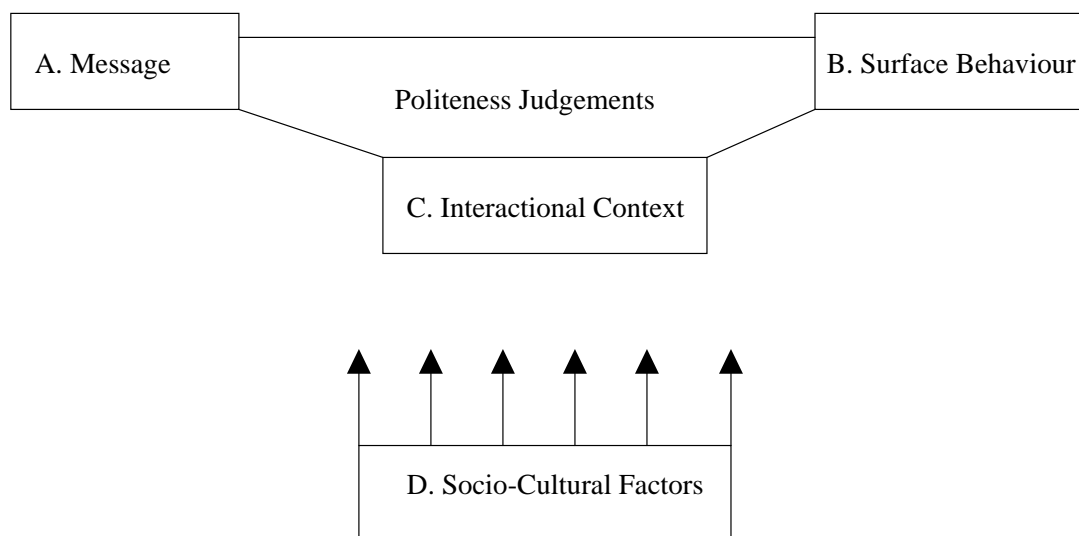 A. Message
B. Surface Behaviour
Politeness Judgements
C. Interactional Context
D. Socio-Cultural Factors